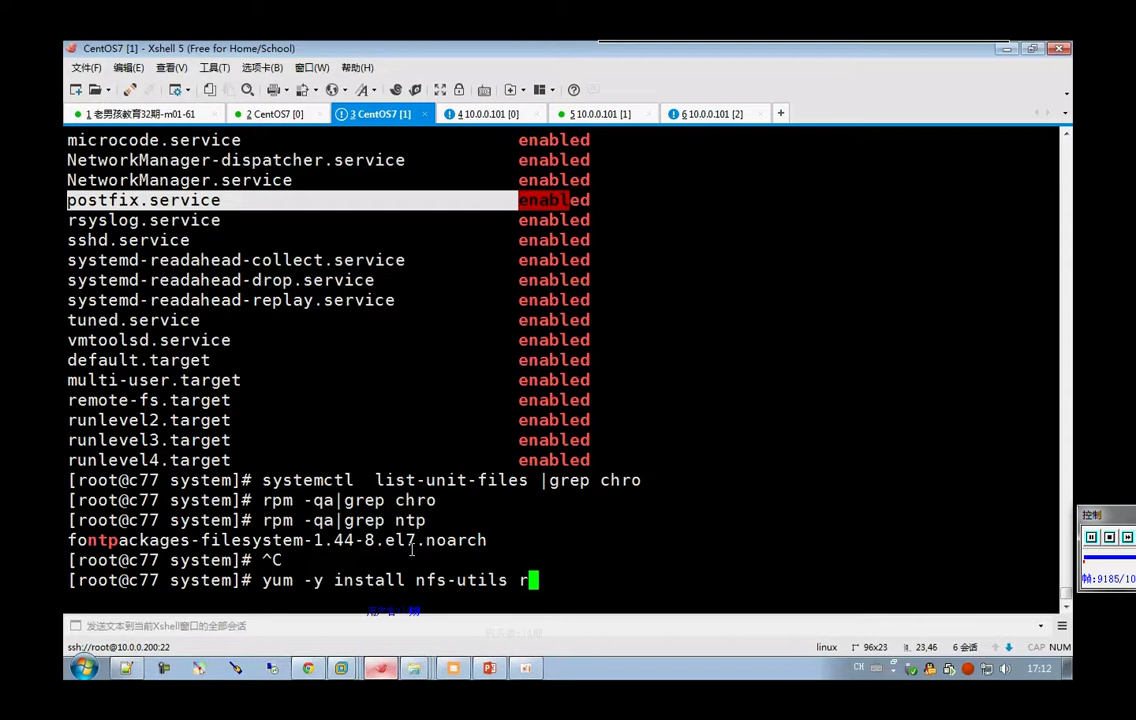 CentOS7 [1] - Xshell 5 (Free for Home/School)
文件(F) 编辑(E) 查看(V) 工具(T) 选项卡(B) 窗口(W) 帮助(H)
1 老男孩教育32期-m01-61 2 CentOS7 [0] 3 CentOS7 [1] 4 10.0.0.101 [0] 5 10.0.0.101 [1] 6 10.0.0.101 [2]
microcode.service enabled
NetworkManager-dispatcher.service enabled
NetworkManager.service enabled
postfix.service enabled
rsyslog.service enabled
sshd.service enabled
systemd-readahead-collect.service enabled
systemd-readahead-drop.service enabled
systemd-readahead-replay.service enabled
tuned.service enabled
vmtoolsd.service enabled
default.target enabled
multi-user.target enabled
remote-fs.target enabled
runlevel2.target enabled
runlevel3.target enabled
runlevel4.target enabled
[root@c77 system]# systemctl  list-unit-files |grep chro
[root@c77 system]# rpm -qa|grep chro
[root@c77 system]# rpm -qa|grep ntp
fontpackages-filesystem-1.44-8.el7.noarch
[root@c77 system]# ^C
[root@c77 system]# yum -y install nfs-utils r
控制
帧:9185/10
发送文本到当前Xshell窗口的全部会话
ssh://root@10.0.0.200:22 linux 96x23 23,46 6 会话 CAP NUM
CH 17:12